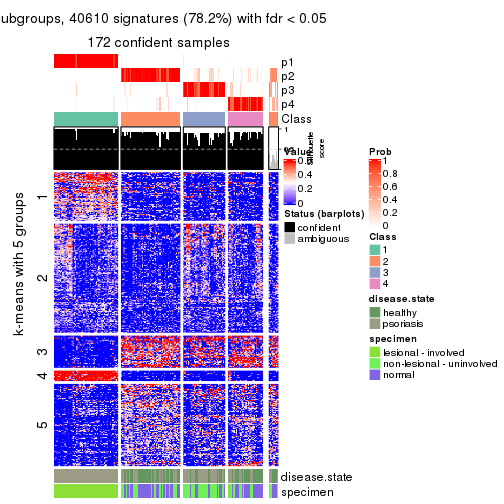 ubgroups, 40610 signatures (78.2%) with fdr < 0.05
172 confident samples
p1
p2
p3
p4
Class
1
Silhouette
score
k-means with 5 groups
1
2
3
4
5
disease.state
specimen
Value
0.6
0.4
0.2
0
Status (barplots)
confident
ambiguous
Prob
1
0.8
0.6
0.4
0.2
0
Class
1
2
3
4
disease.state
healthy
psoriasis
specimen
lesional - involved
non-lesional - uninvolved
normal